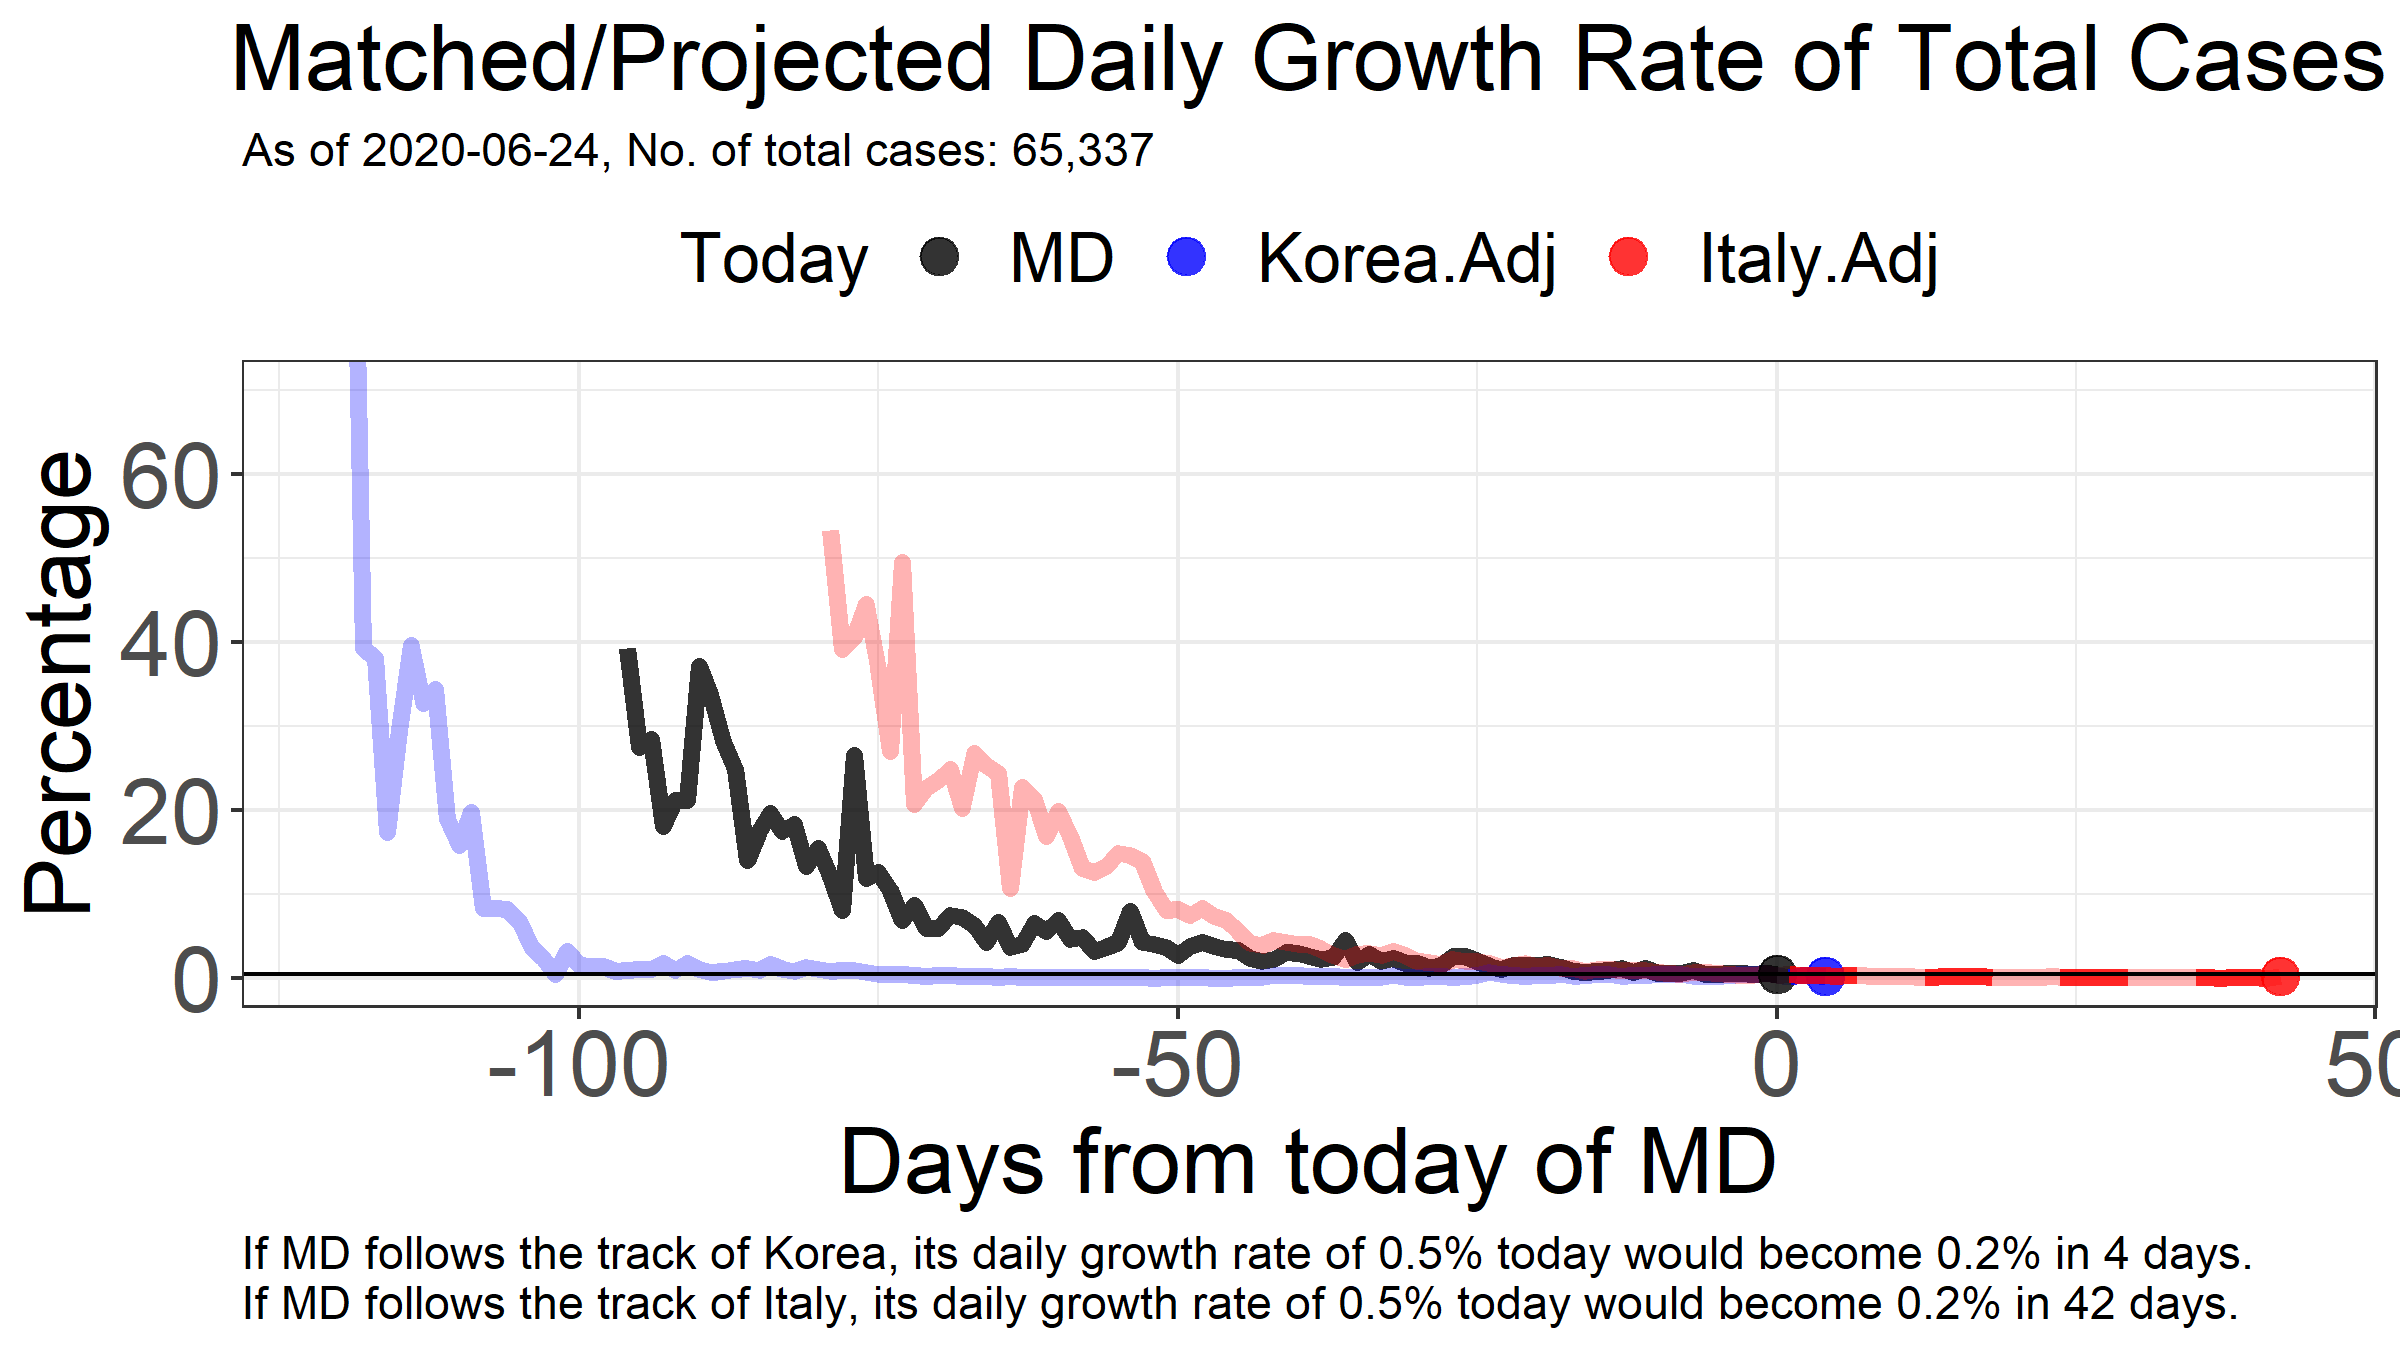 Matched/Projected Daily Growth Rate of Total Cases
As of 2020-06-24, No. of total cases: 65,337
Today MD Korea.Adj Italy.Adj
Percentage
60
40
20
0
-100 -50 0 50
Days from today of MD
If MD follows the track of Korea, its daily growth rate of 0.5% today would become 0.2% in 4 days.
If MD follows the track of Italy, its daily growth rate of 0.5% today would become 0.2% in 42 days.